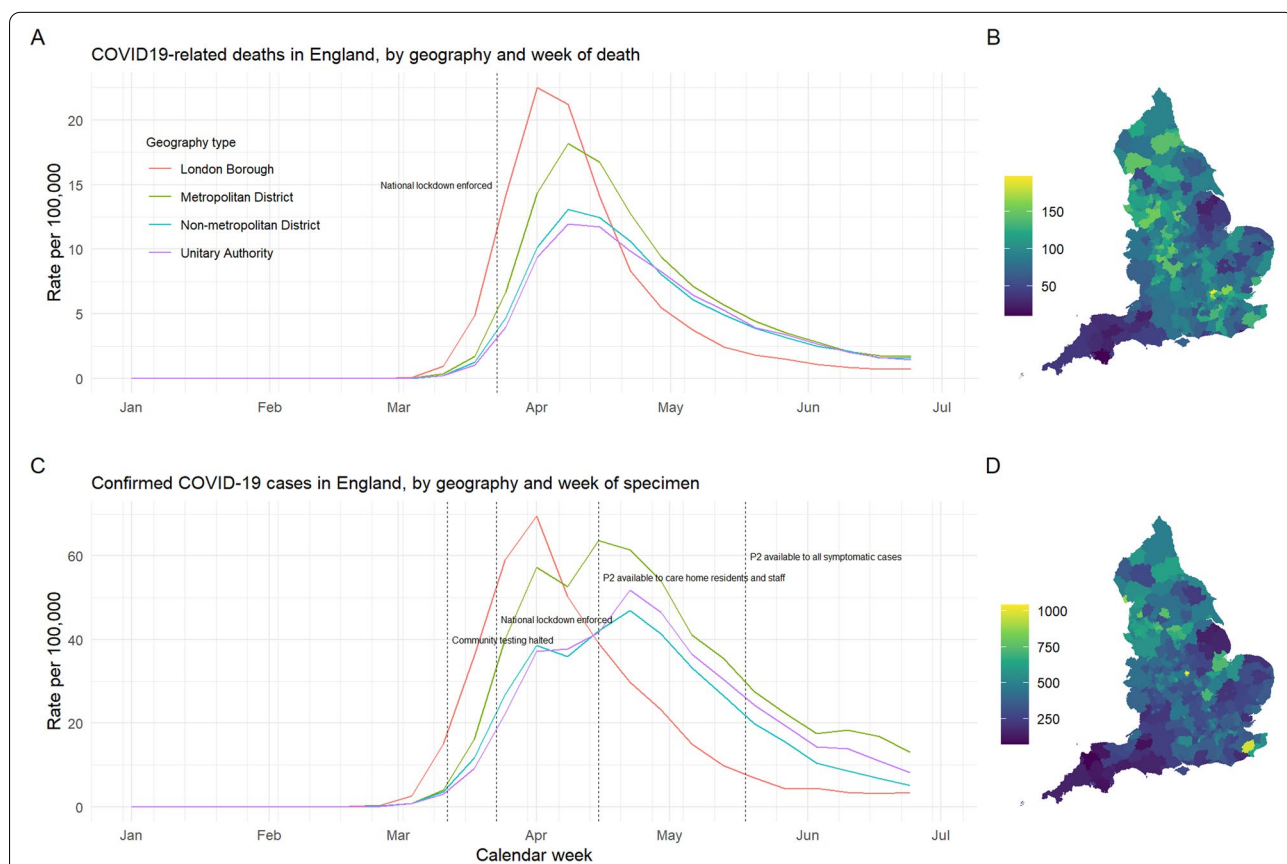 A
B
COVID19-related deaths in England, by geography and week of death
Rate per 100,000
20
15
10
5
0
Geography type
London Borough
Metropolitan District
Non-metropolitan District
Unitary Authority
National lockdown enforced
Jan Feb Mar Apr May Jun Jul
150
100
50
C
D
Confirmed COVID-19 cases in England, by geography and week of specimen
Rate per 100,000
60
40
20
0
P2 available to all symptomatic cases
P2 available to care home residents and staff
National lockdown enforced
Community testing halted
Jan Feb Mar Apr May Jun Jul
Calendar week
1000
750
500
250